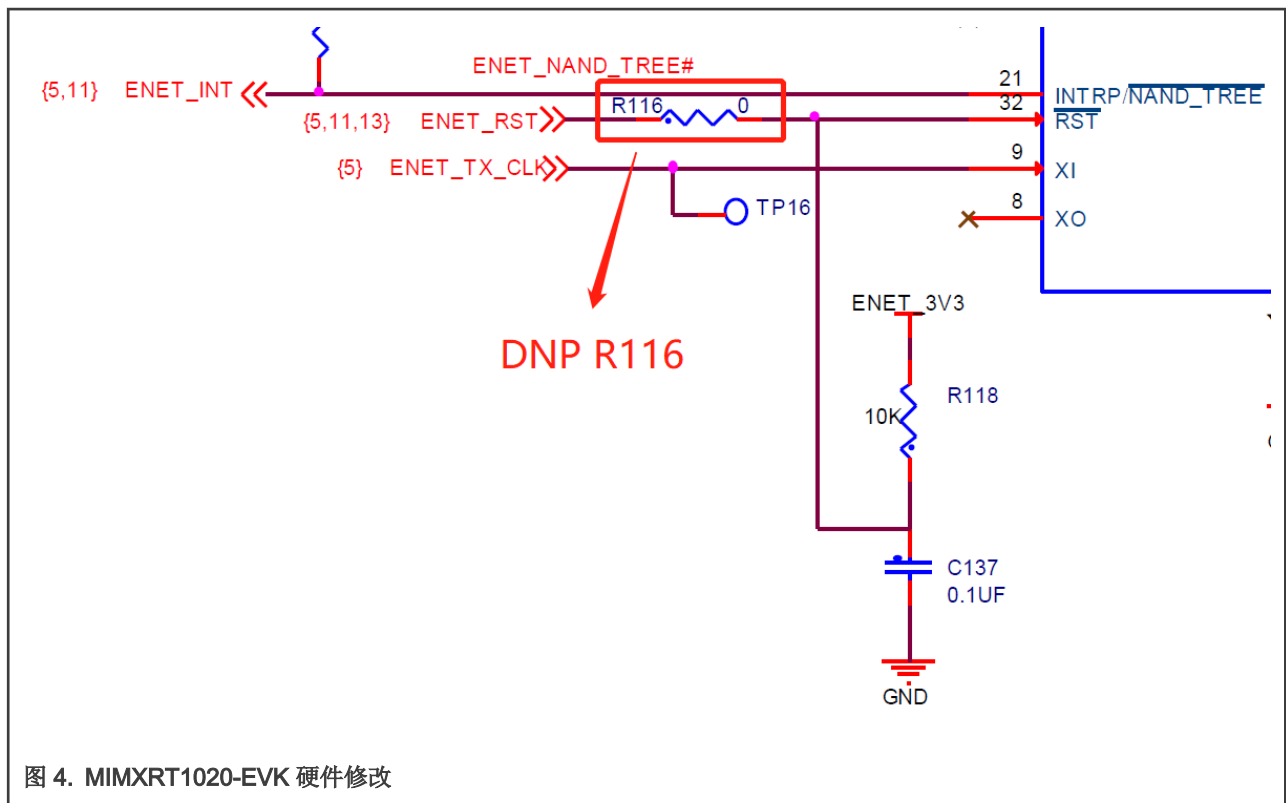 ENET_NAND_TREE#
{5,11} ENET_INT
21
INTRP/NAND_TREE
R116 0
32
{5,11,13} ENET_RST
RST
{5} ENET_TX_CLK
9
XI
TP16
8
XO
ENET_3V3
DNP R116
R118
10K
C137
0.1UF
GND
图 4. MIMXRT1020-EVK 硬件修改